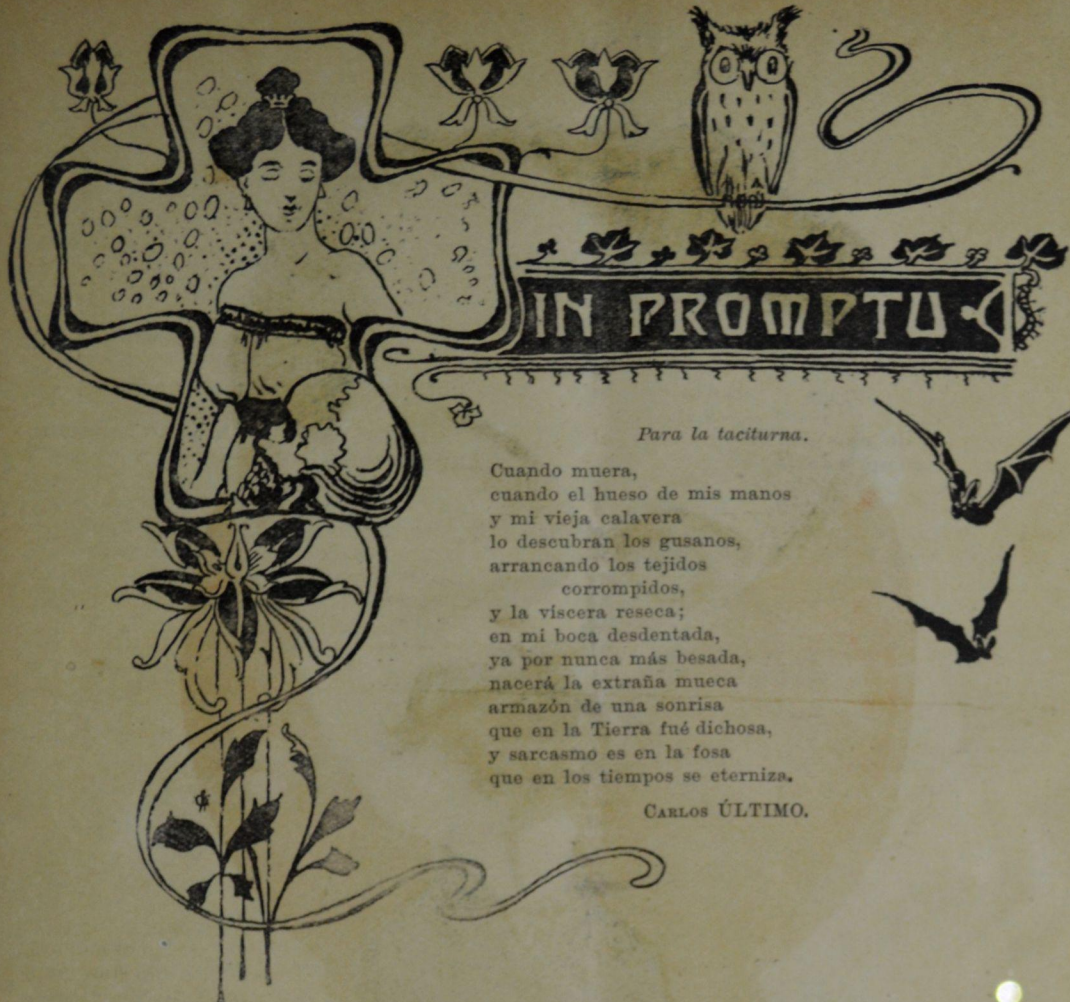 IN PROMPTU
Para la taciturna.
Cuando muera,
cuando el hueso de mis manos
y mi vieja calavera
lo descubran los gusanos,
arrancando los tejidos
corrompidos,
y la víscera reseca;
en mi boca desdentada,
ya por nunca más besada,
nacerá la extraña mueca
armazón de una sonrisa
que en la Tierra fué dichosa,
y sarcasmo es en la fosa
que en los tiempos se eterniza.
CARLOS ÚLTIMO.